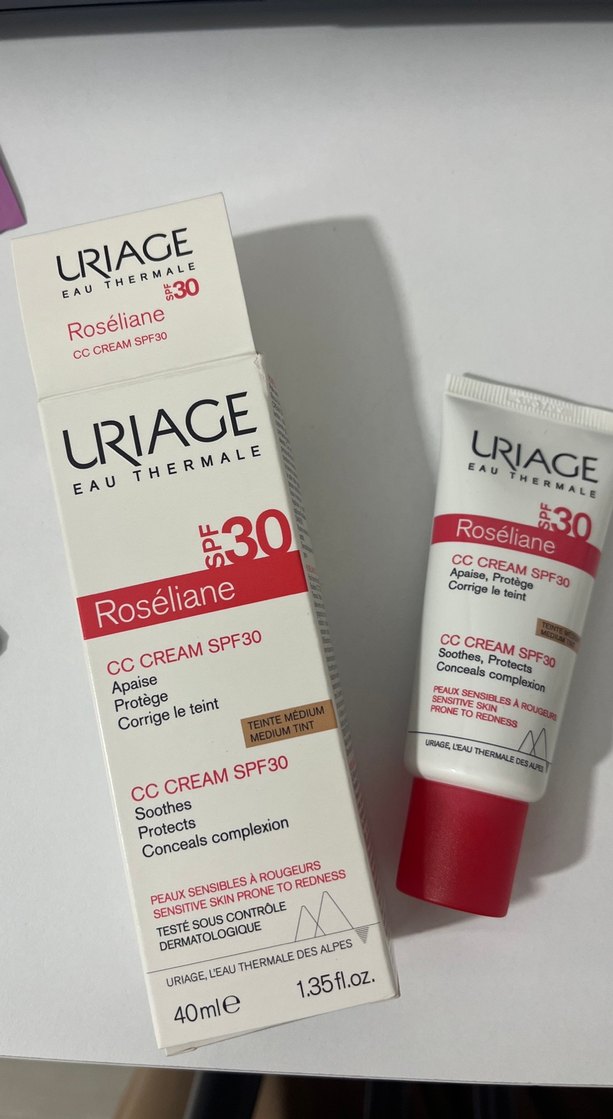 URIAGE
EAU THERMALE
SPF30
Roséliane
CC CREAM SPF30
URIAGE
EAU THERMALE
SPF30
Roséliane
CC CREAM SPF30
Apaise
Protège
Corrige le teint
TEINTE MÉDIUM
MEDIUM TINT
CC CREAM SPF30
Soothes
Protects
Conceals complexion
PEAUX SENSIBLES À ROUGEURS
SENSITIVE SKIN PRONE TO REDNESS
TESTÉ SOUS CONTRÔLE
DERMATOLOGIQUE
URIAGE, L'EAU THERMALE DES ALPES
40ml℮ 1.35fl.oz.
URIAGE
EAU THERMALE
SPF30
Roséliane
CC CREAM SPF30
Apaise, Protège
Corrige le teint
TEINTE
MEDIUM
CC CREAM SPF30
Soothes, Protects
Conceals complexion
PEAUX SENSIBLES À ROUGEURS
SENSITIVE SKIN
PRONE TO REDNESS
URIAGE, L'EAU THERMALE DES ALPES